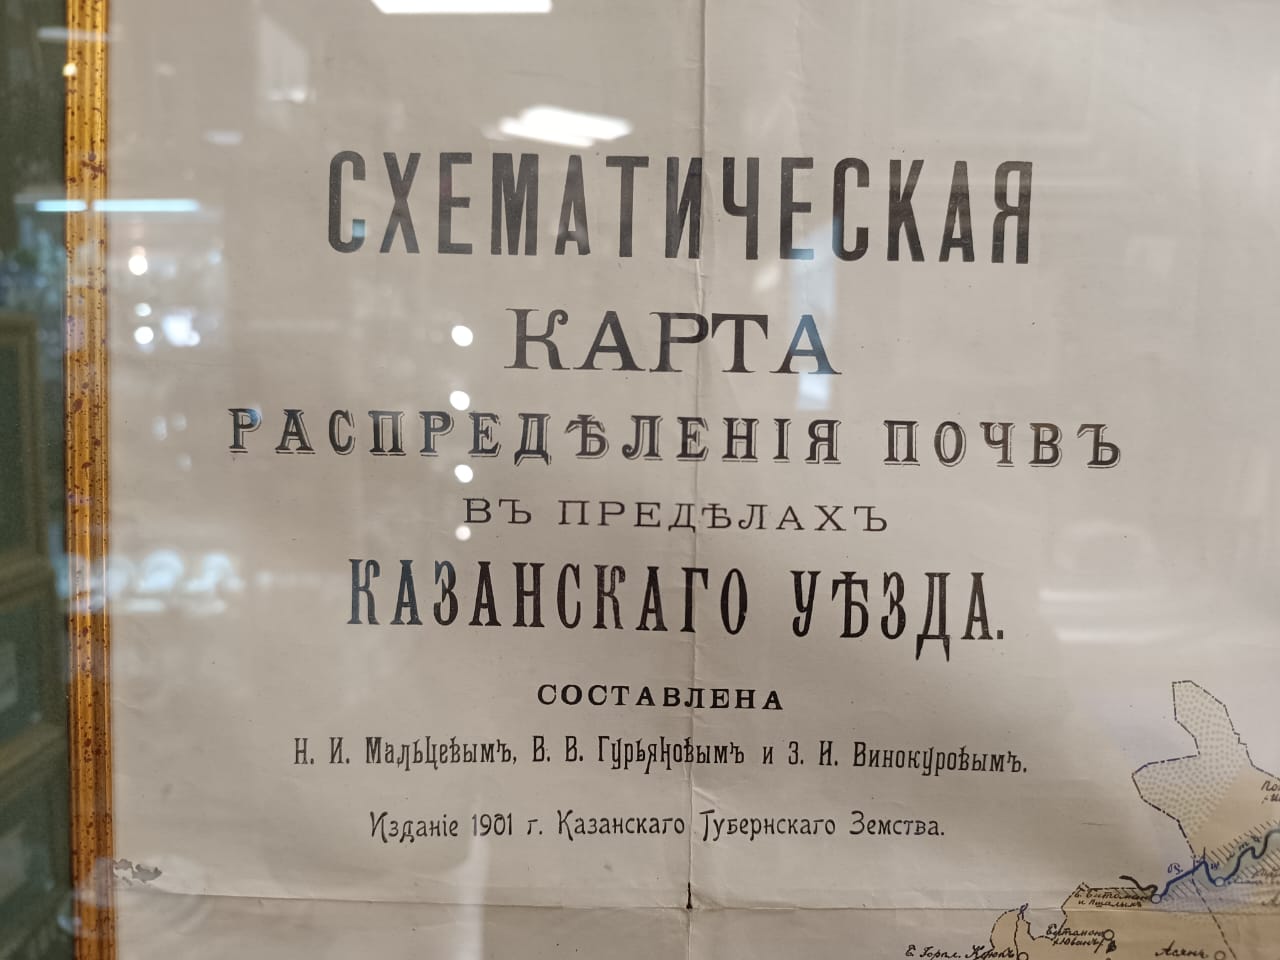 СХЕМАТИЧЕСКАЯ
КАРТА
РАСПРЕДѢЛЕНІЯ ПОЧВЪ
ВЪ ПРЕДѢЛАХЪ
КАЗАНСКАГО УѢЗДА.
СОСТАВЛЕНА
Н. И. Мальцевымъ, В. В. Гурьяновымъ и З. И. Винокуровымъ.
Изданіе 1901 г. Казанскаго Губернскаго Земства.